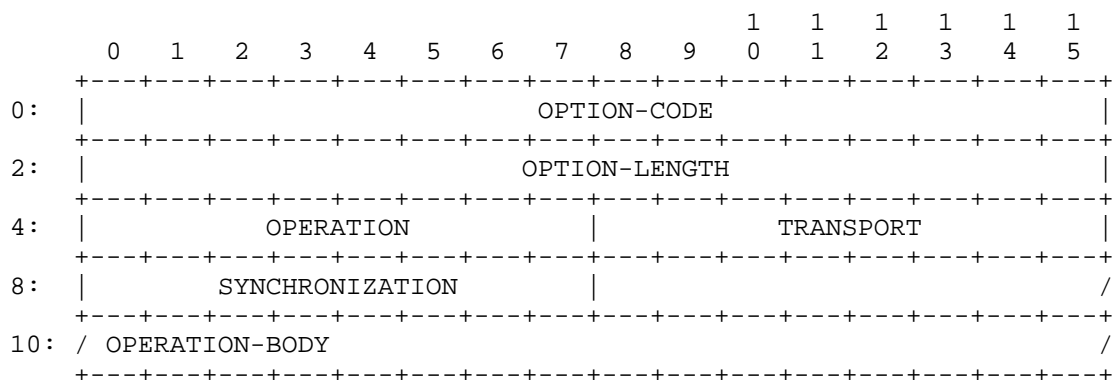 1   1   1   1   1   1
      0   1   2   3   4   5   6   7   8   9   0   1   2   3   4   5
    +---+---+---+---+---+---+---+---+---+---+---+---+---+---+---+---+
0:  |                          OPTION-CODE                          |
    +---+---+---+---+---+---+---+---+---+---+---+---+---+---+---+---+
2:  |                         OPTION-LENGTH                         |
    +---+---+---+---+---+---+---+---+---+---+---+---+---+---+---+---+
4:  |           OPERATION           |           TRANSPORT           |
    +---+---+---+---+---+---+---+---+---+---+---+---+---+---+---+---+
8:  |        SYNCHRONIZATION        |                               /
    +---+---+---+---+---+---+---+---+---+---+---+---+---+---+---+---+
10: / OPERATION-BODY                                                /
    +---+---+---+---+---+---+---+---+---+---+---+---+---+---+---+---+